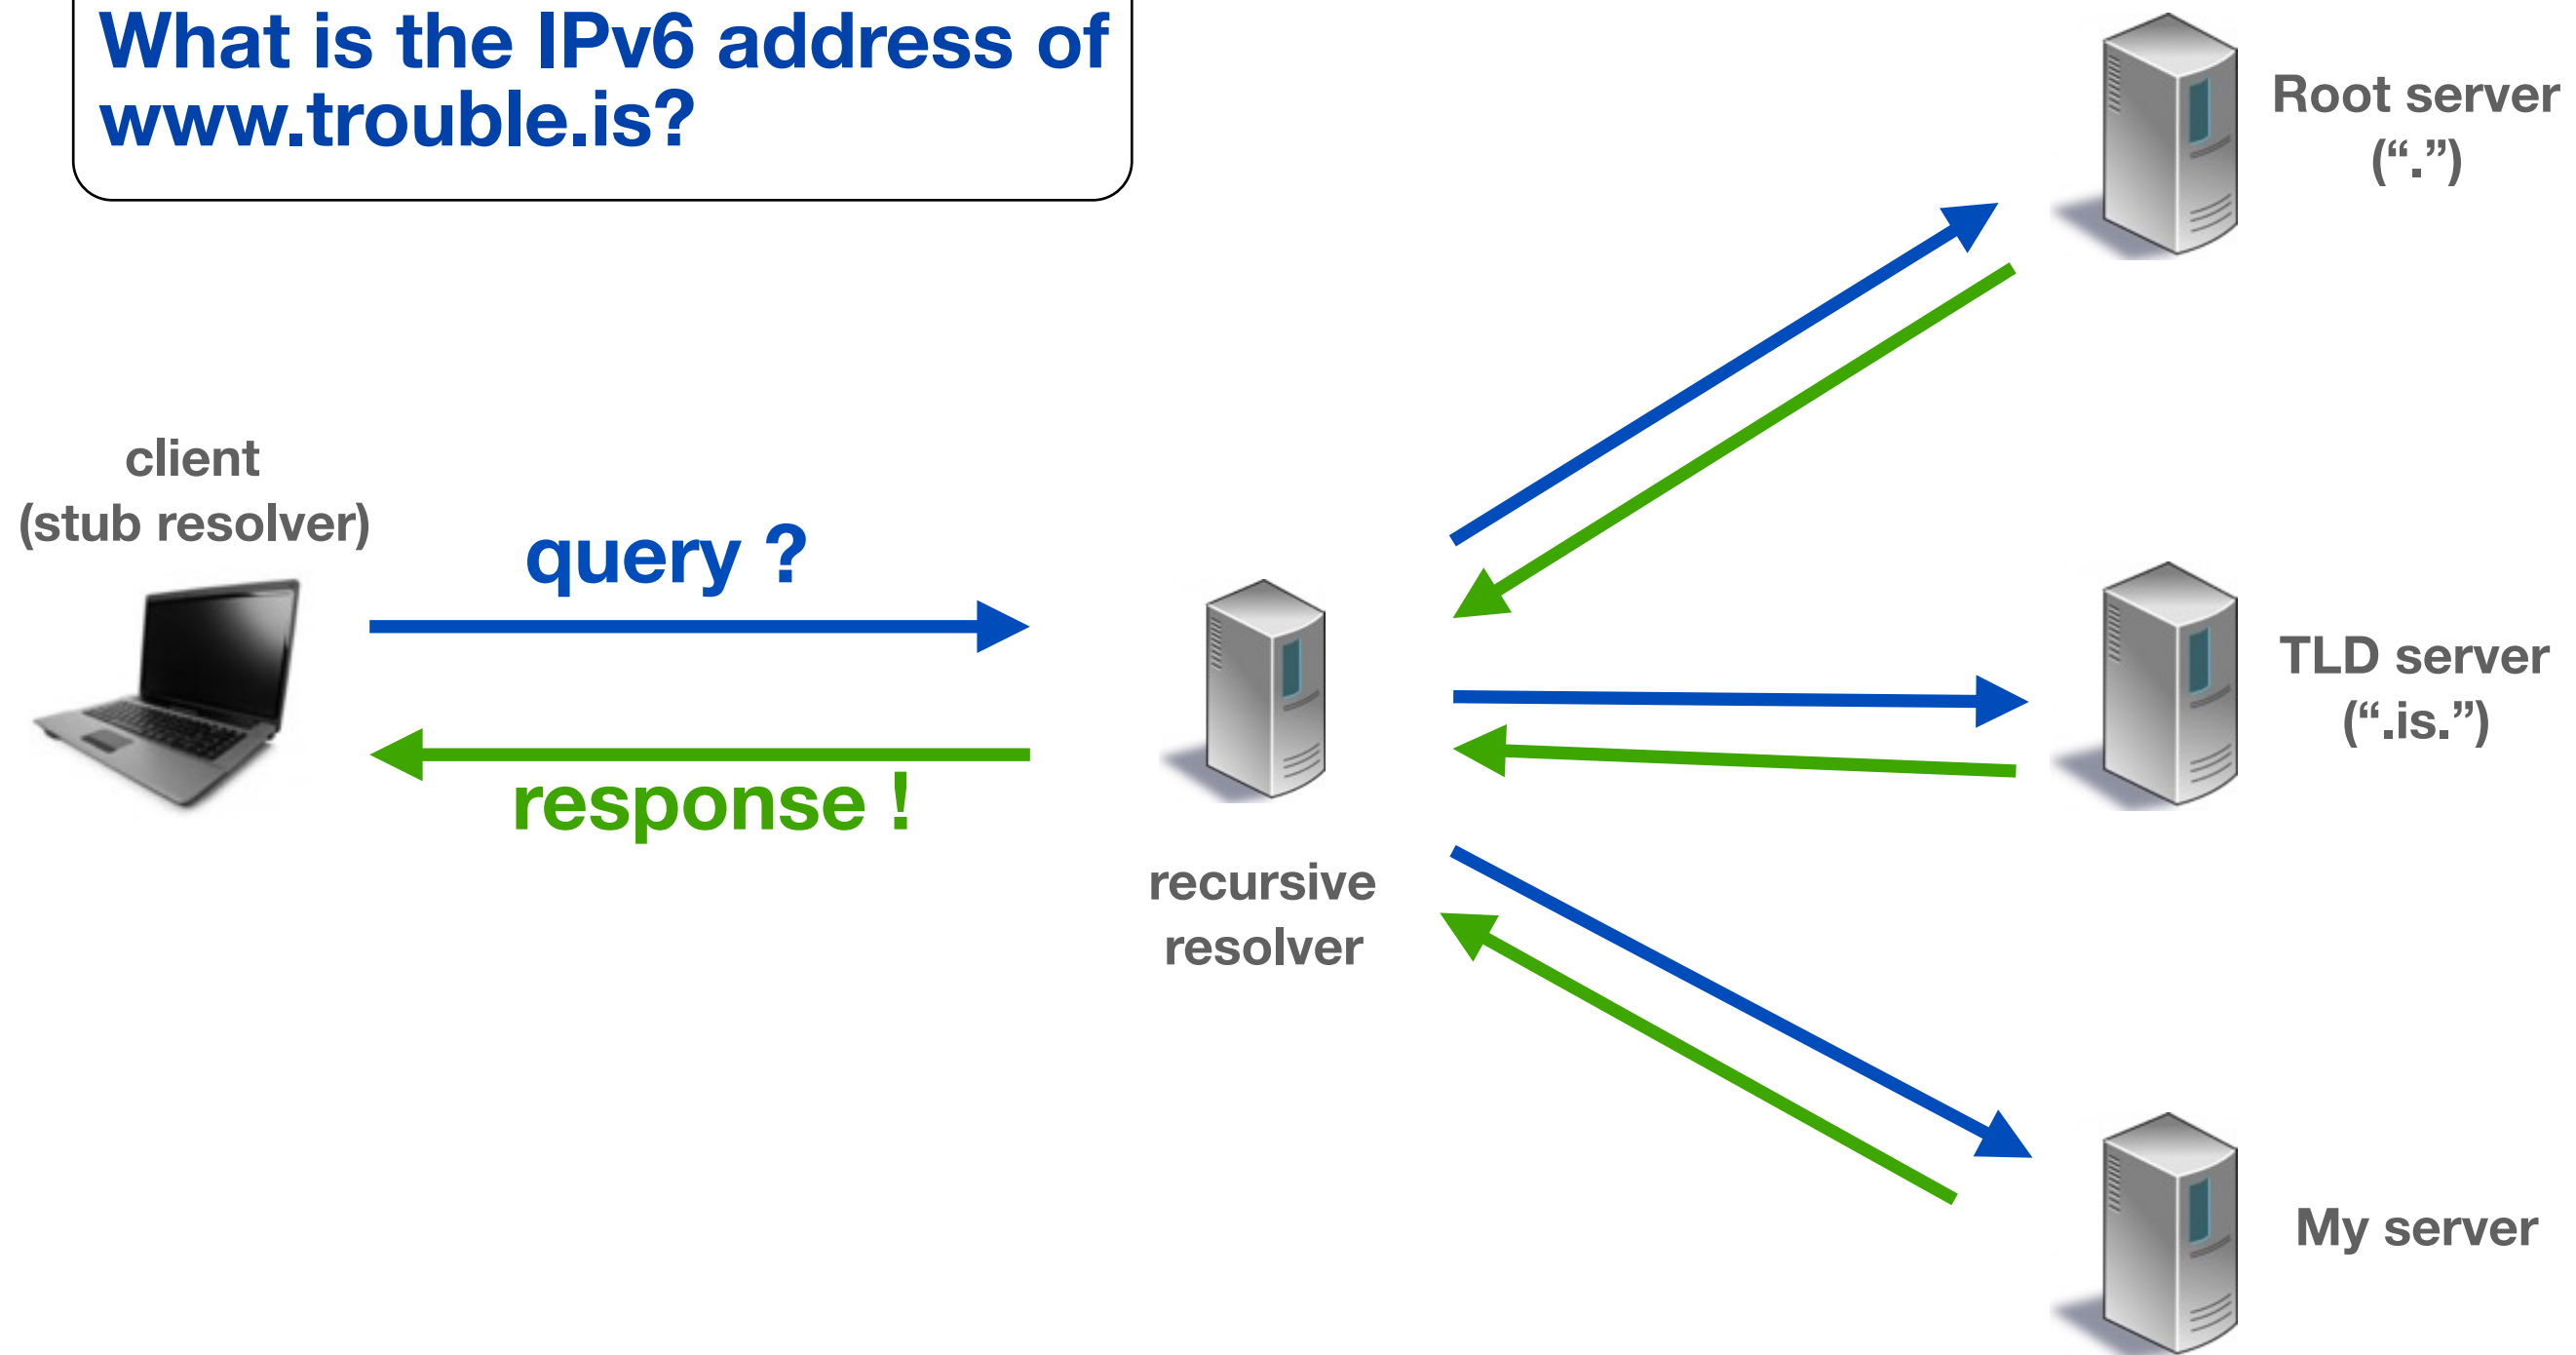 What is the IPv6 address of
www.trouble.is?
Root server
(“.”)
client
(stub resolver)
query ?
response !
recursive
resolver
TLD server
(“.is.”)
My server